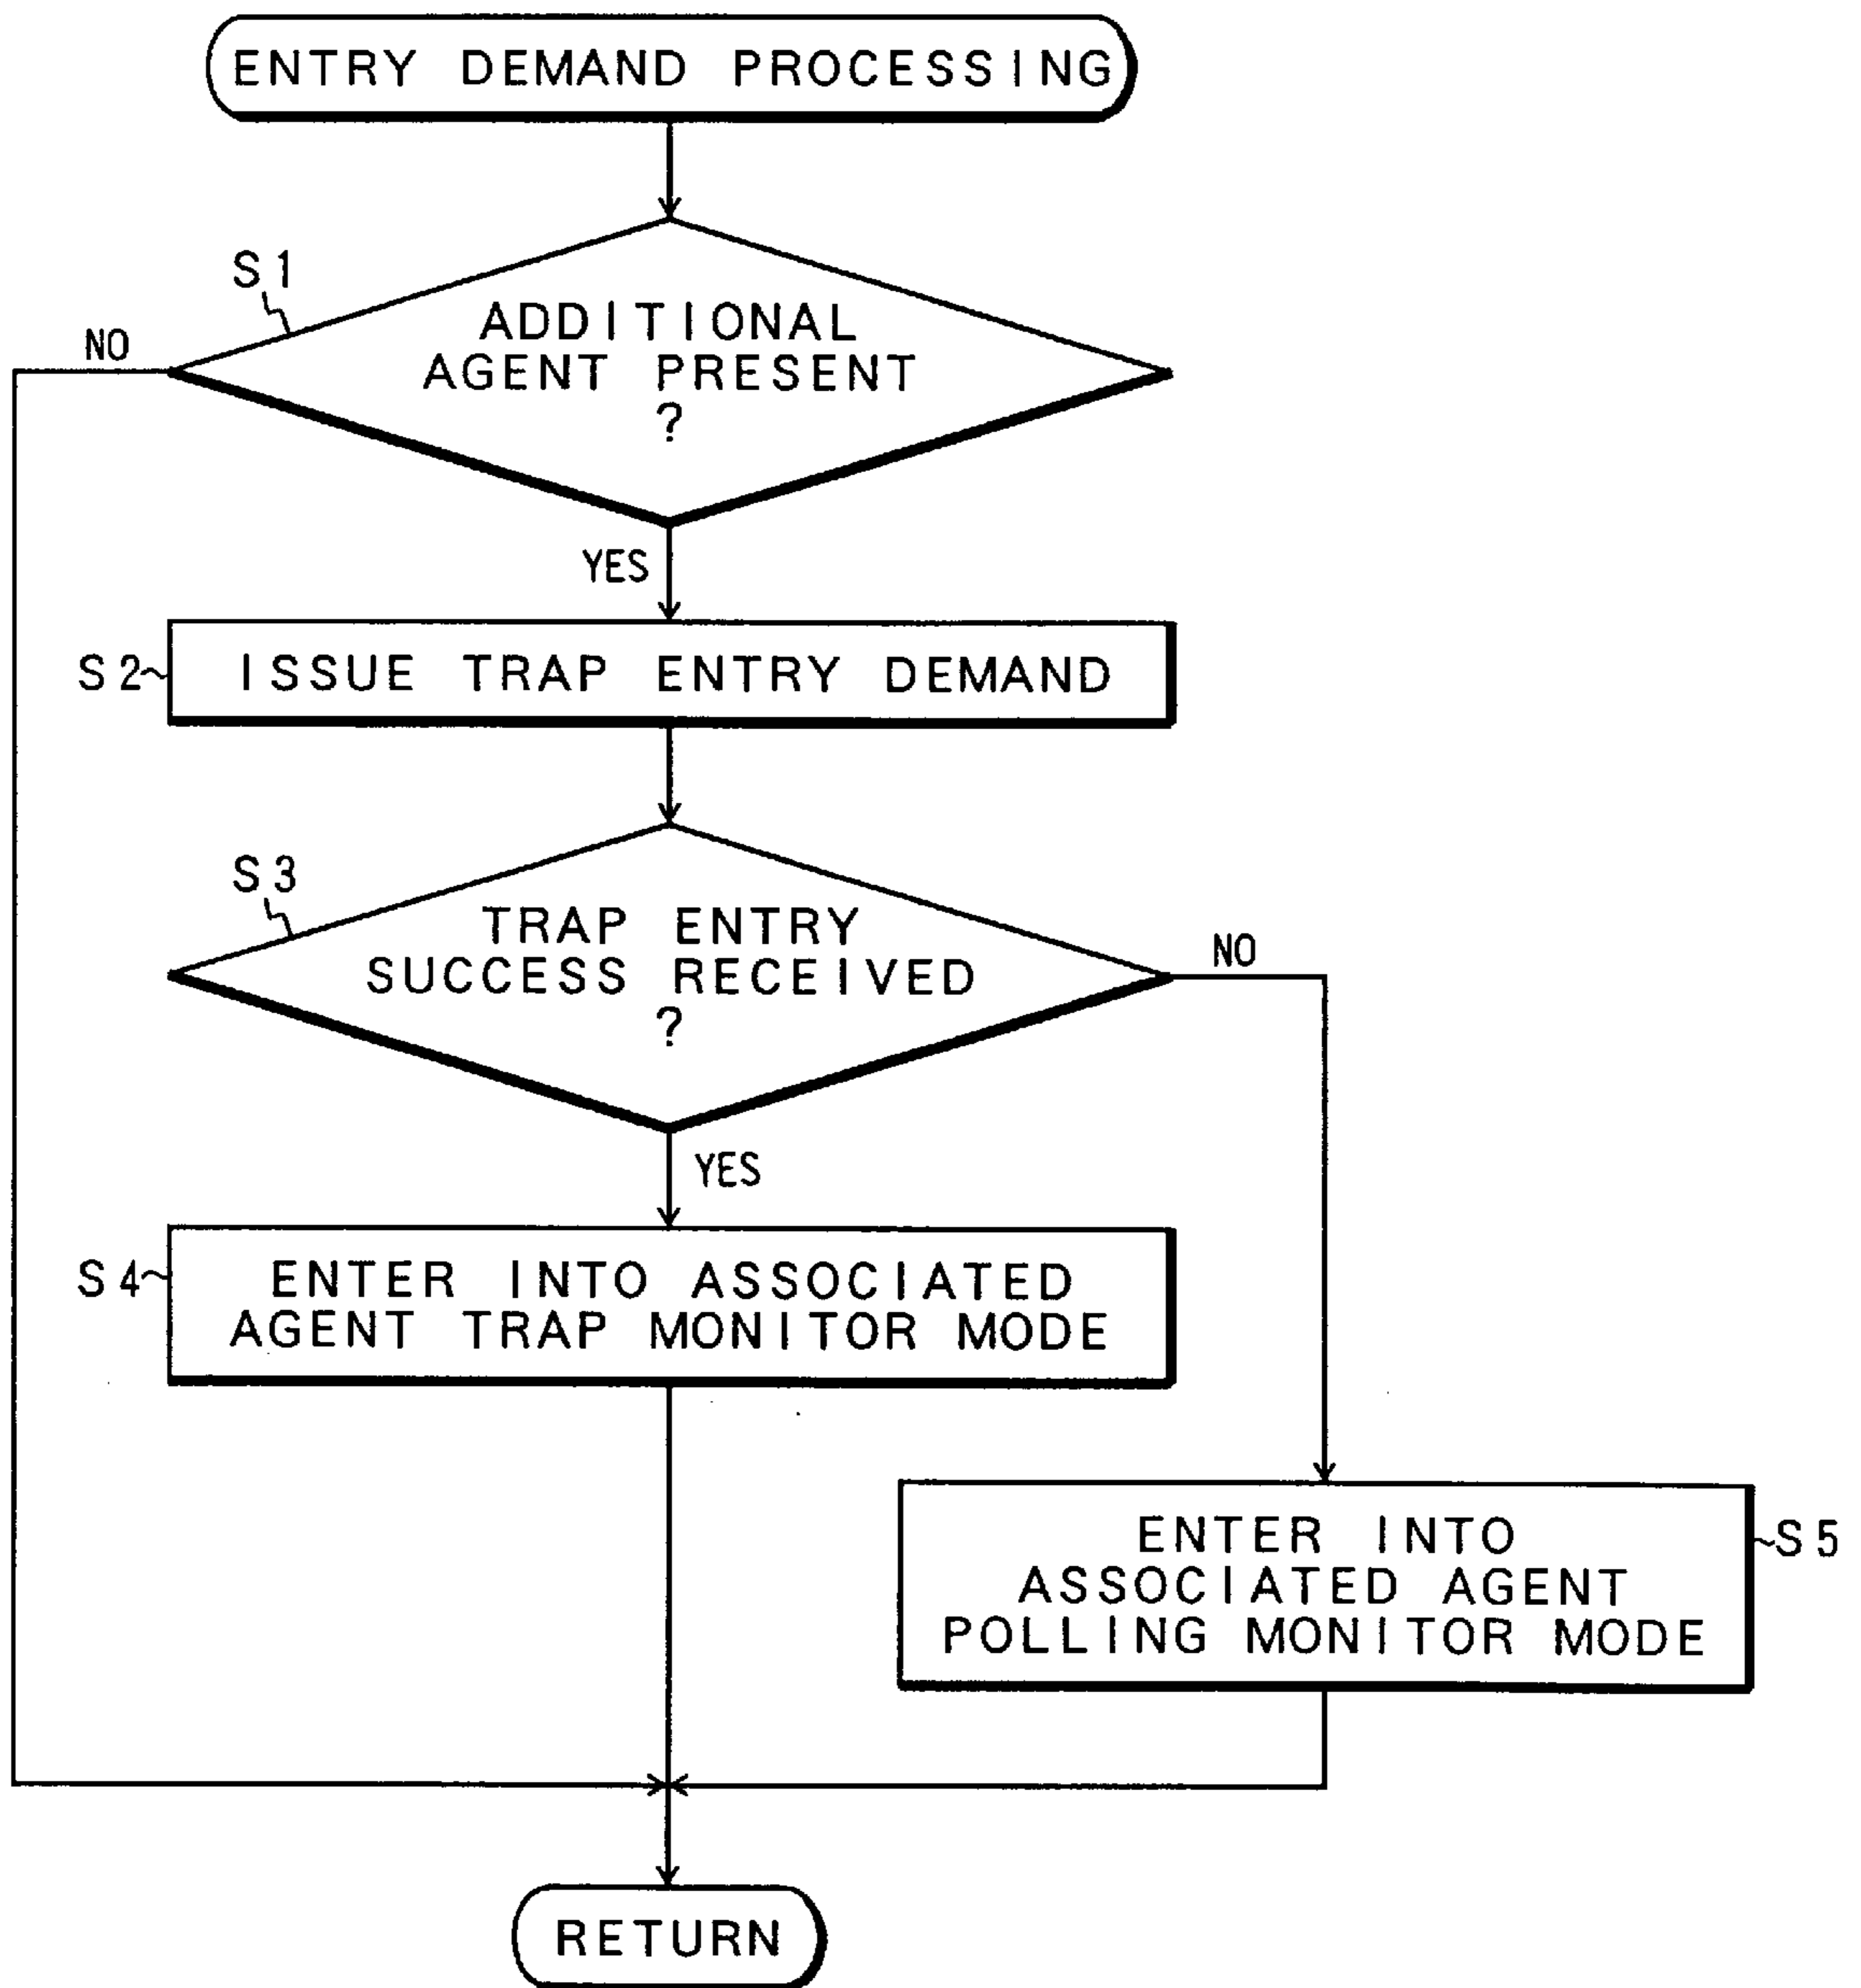 ENTRY DEMAND PROCESSING
S1
ADDITIONAL
AGENT PRESENT
?
NO
YES
S2
ISSUE TRAP ENTRY DEMAND
S3
TRAP ENTRY
SUCCESS RECEIVED
?
NO
YES
S4
ENTER INTO ASSOCIATED
AGENT TRAP MONITOR MODE
ENTER INTO
ASSOCIATED AGENT
POLLING MONITOR MODE
S5
RETURN